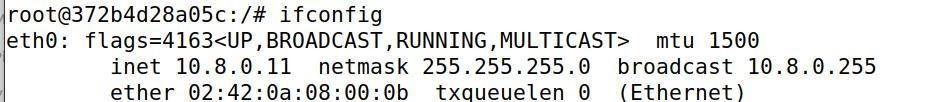 root@372b4d28a05c:/# ifconfig
eth0: flags=4163<UP,BROADCAST,RUNNING,MULTICAST>  mtu 1500
        inet 10.8.0.11  netmask 255.255.255.0  broadcast 10.8.0.255
        ether 02:42:0a:08:00:0b  txqueuelen 0  (Ethernet)